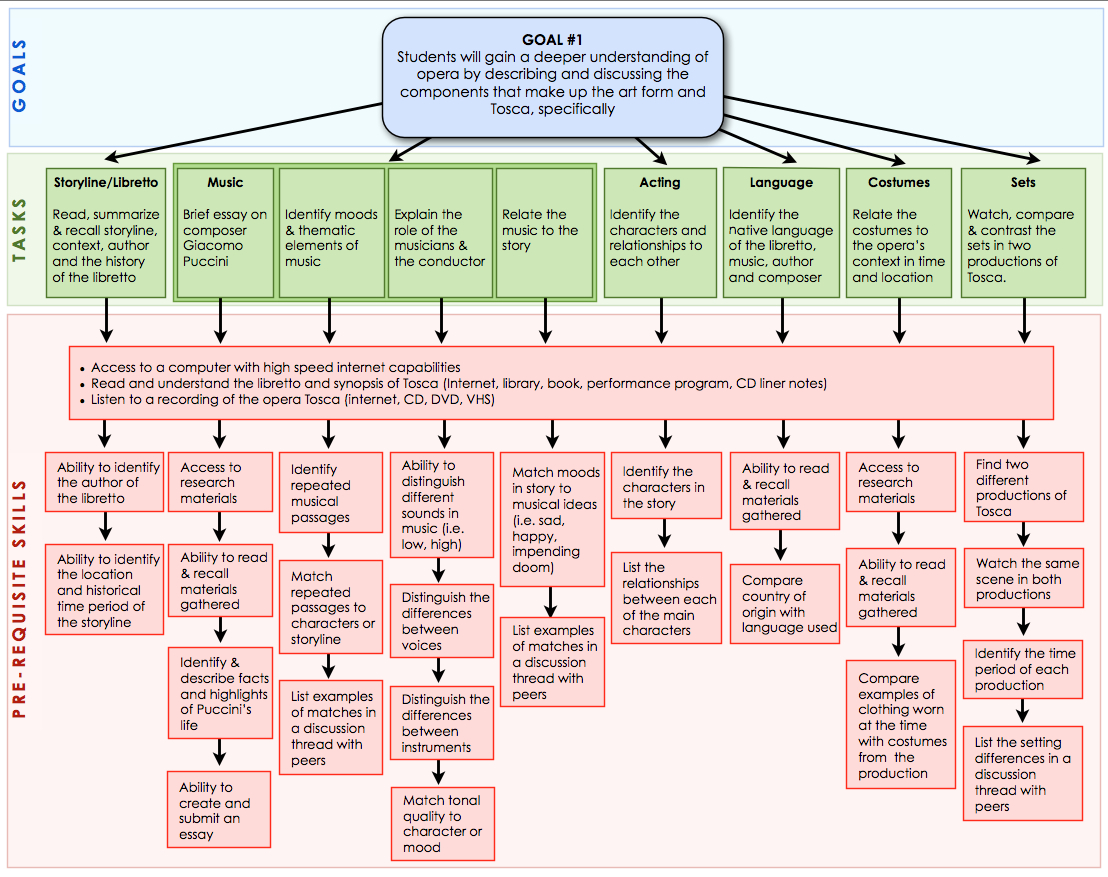 GOALS
GOAL #1
Students will gain a deeper understanding of
opera by describing and discussing the
components that make up the art form and
Tosca, specifically
TASKS
Storyline/Libretto
Read, summarize
& recall storyline,
context, author
and the history
of the libretto
Music
Brief essay on
composer
Giacomo
Puccini
Identify moods
& thematic
elements of
music
Explain the
role of the
musicians &
the conductor
Relate the
music to the
story
Acting
Identify the
characters and
relationships to
each other
Language
Identify the
native language
of the libretto,
music, author
and composer
Costumes
Relate the
costumes to
the opera's
context in time
and location
Sets
Watch, compare
& contrast the
sets in two
productions of
Tosca.
PRE-REQUISITE SKILLS
• Access to a computer with high speed internet capabilities
• Read and understand the libretto and synopsis of Tosca (Internet, library, book, performance program, CD liner notes)
• Listen to a recording of the opera Tosca (internet, CD, DVD, VHS)
Ability to identify
the author of
the libretto
Ability to identify
the location
and historical
time period of
the storyline
Access to
research
materials
Ability to read
& recall
materials
gathered
Identify &
describe facts
and highlights
of Puccini's
life
Ability to
create and
submit an
essay
Identify
repeated
musical
passages
Match
repeated
passages to
characters or
storyline
List examples
of matches in
a discussion
thread with
peers
Ability to
distinguish
different
sounds in
music (i.e.
low, high)
Distinguish the
differences
between
voices
Distinguish the
differences
between
instruments
Match tonal
quality to
character or
mood
Match moods
in story to
musical ideas
(i.e. sad,
happy,
impending
doom)
List examples
of matches in
a discussion
thread with
peers
Identify the
characters in
the story
List the
relationships
between each
of the main
characters
Ability to read
& recall
materials
gathered
Compare
country of
origin with
language used
Access to
research
materials
Ability to read
& recall
materials
gathered
Compare
examples of
clothing worn
at the time
with costumes
from the
production
Find two
different
productions of
Tosca
Watch the same
scene in both
productions
Identify the time
period of each
production
List the setting
differences in a
discussion
thread with
peers